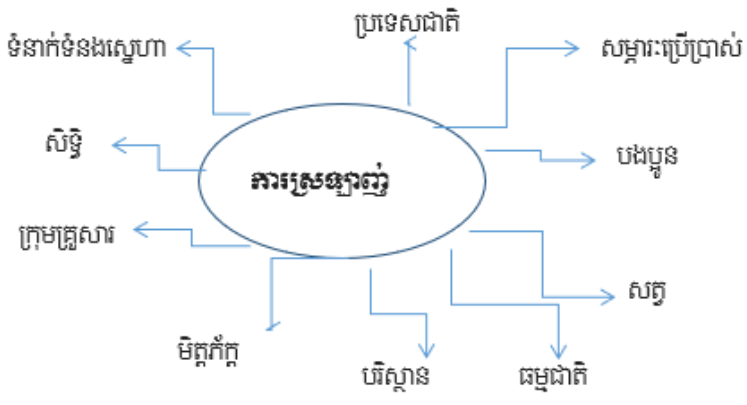 ប្រទេសជាតិ
ទំនាក់ទំនងស្នេហា
សម្ភារៈប្រើប្រាស់
សិទ្ធិ
បងប្អូន
ការស្រឡាញ់
ក្រុមគ្រួសារ
សត្វ
មិត្តភ័ក្ត
បរិស្ថាន
ធម្មជាតិ